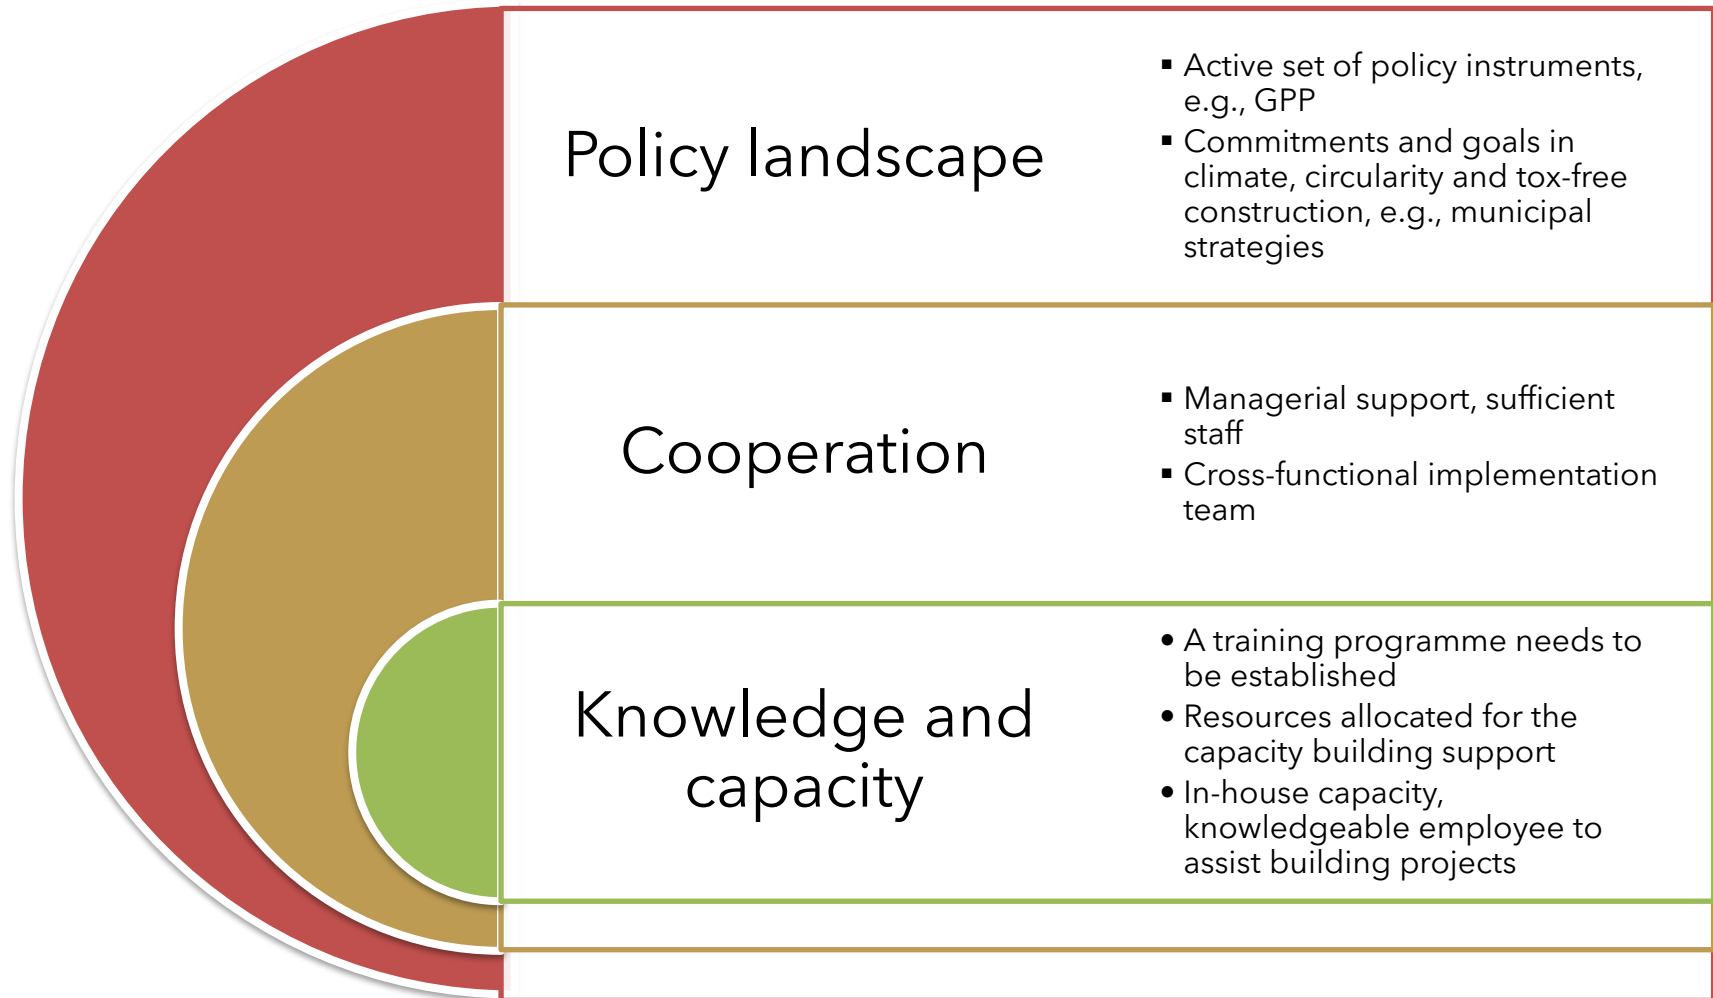 Policy landscape
▪ Active set of policy instruments,
e.g., GPP
▪ Commitments and goals in
climate, circularity and tox-free
construction, e.g., municipal
strategies
Cooperation
▪ Managerial support, sufficient
staff
▪ Cross-functional implementation
team
Knowledge and
capacity
• A training programme needs to
be established
• Resources allocated for the
capacity building support
• In-house capacity,
knowledgeable employee to
assist building projects